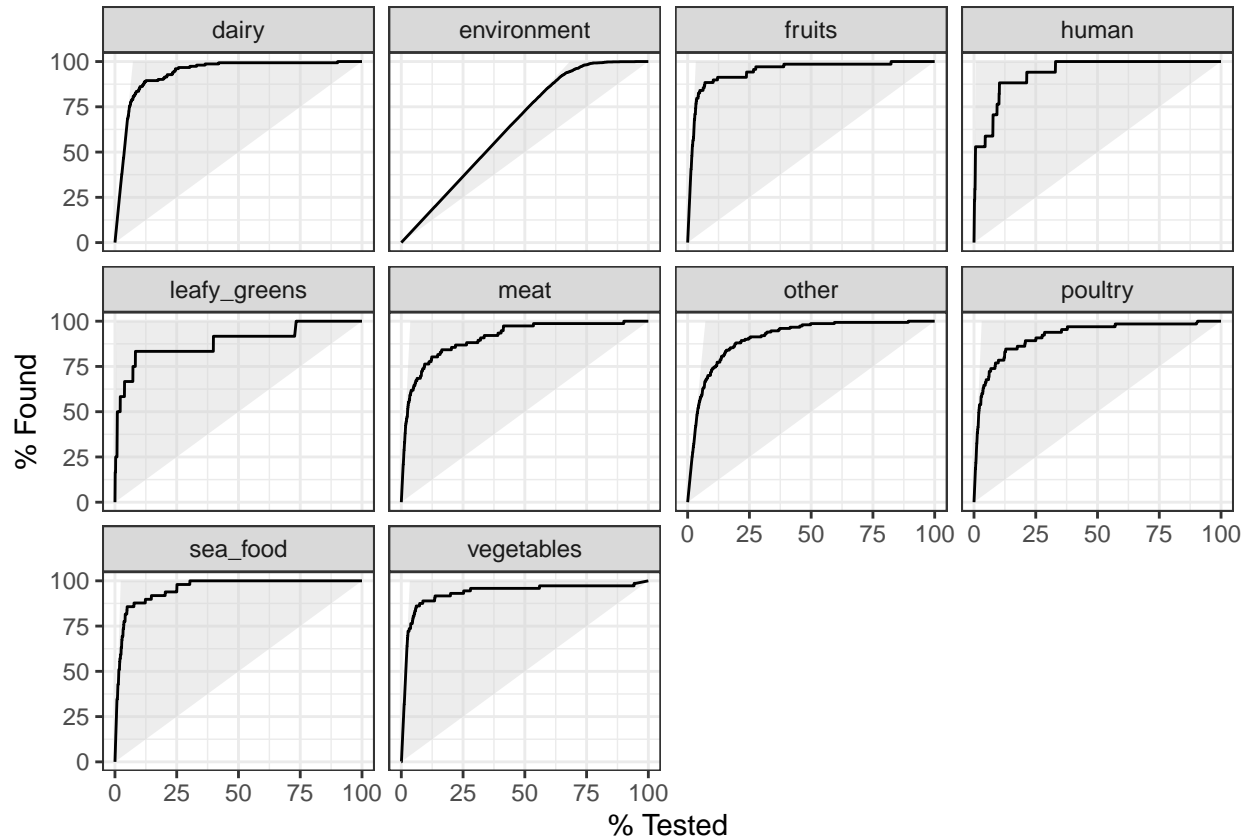 dairy environment fruits human
100
75
50
25
0
leafy_greens meat other poultry
100
75
50
25
0
0 25 50 75 100 0 25 50 75 100
sea_food vegetables
100
75
50
25
0
0 25 50 75 100 0 25 50 75 100
% Tested
% Found